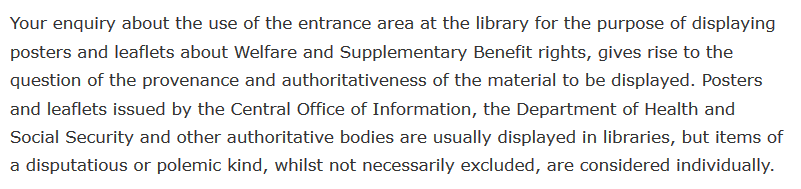 Your enquiry about the use of the entrance area at the library for the purpose of displaying
posters and leaflets about Welfare and Supplementary Benefit rights, gives rise to the
question of the provenance and authoritativeness of the material to be displayed. Posters
and leaflets issued by the Central Office of Information, the Department of Health and
Social Security and other authoritative bodies are usually displayed in libraries, but items of
a disputatious or polemic kind, whilst not necessarily excluded, are considered individually.